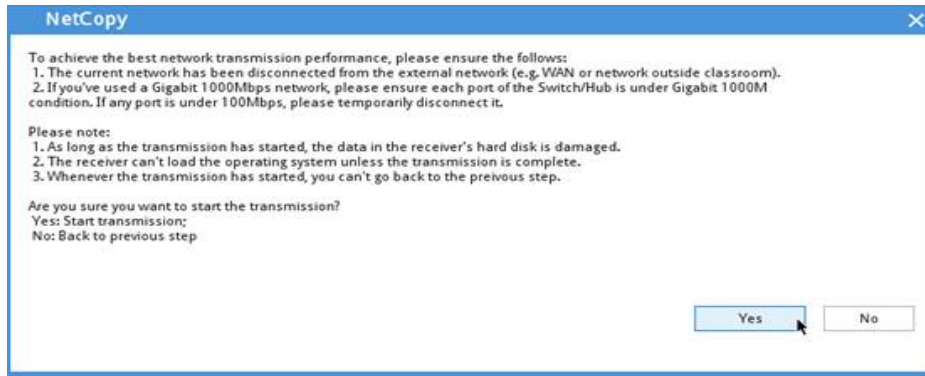 NetCopy
To achieve the best network transmission performance, please ensure the follows:
1. The current network has been disconnected from the external network (e.g. WAN or network outside classroom).
2. If you've used a Gigabit 1000Mbps network, please ensure each port of the Switch/Hub is under Gigabit 1000M
condition. If any port is under 100Mbps, please temporarily disconnect it.
Please note:
1. As long as the transmission has started, the data in the receiver's hard disk is damaged.
2. The receiver can't load the operating system unless the transmission is complete.
3. Whenever the transmission has started, you can't go back to the preivous step.
Are you sure you want to start the transmission?
Yes: Start transmission;
No: Back to previous step
Yes No